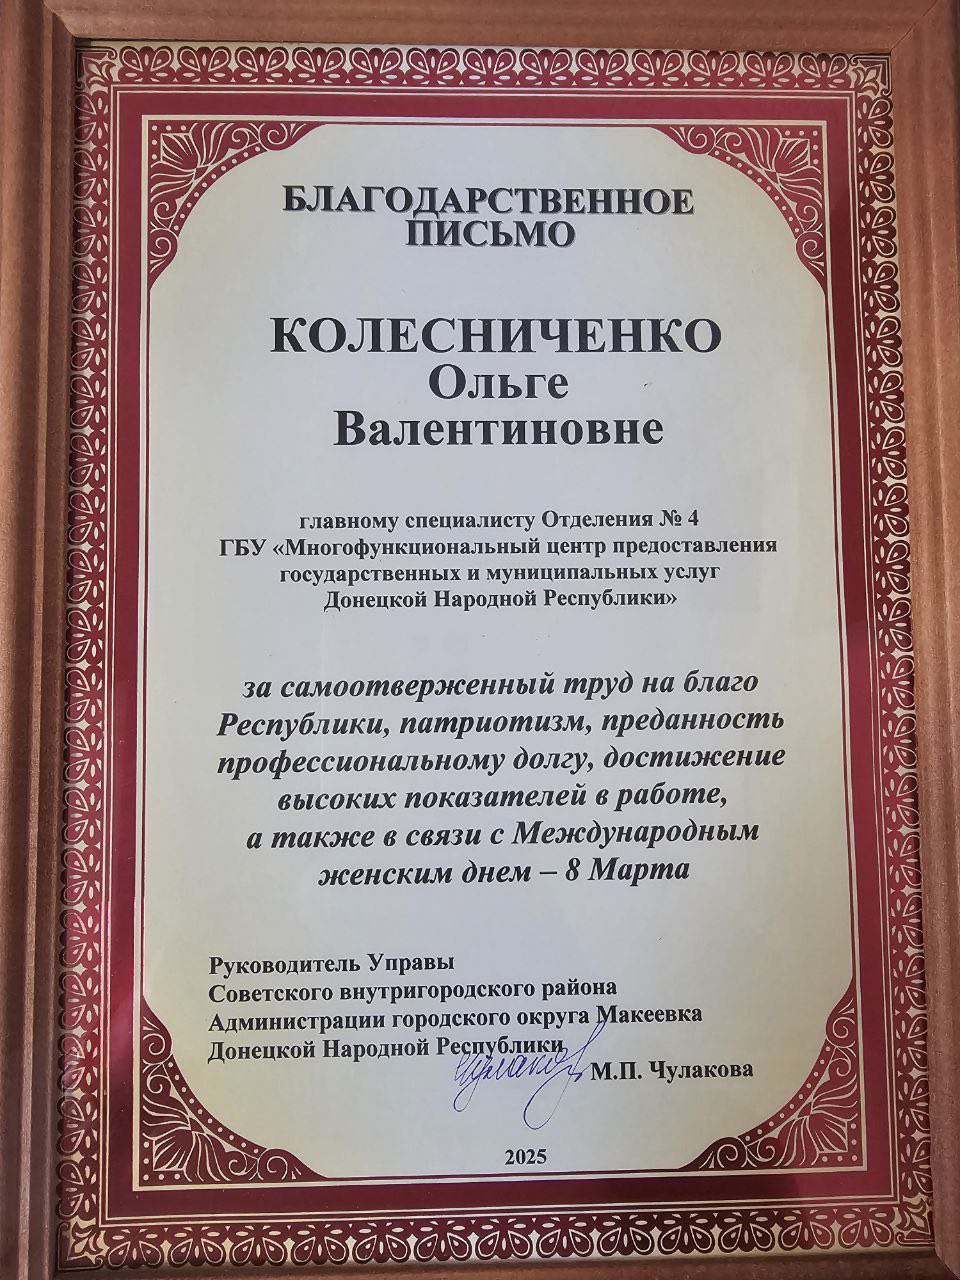 БЛАГОДАРСТВЕННОЕ
ПИСЬМО
КОЛЕСНИЧЕНКО
Ольге
Валентиновне
главному специалисту Отделения № 4
ГБУ «Многофункциональный центр предоставления
государственных и муниципальных услуг
Донецкой Народной Республики»
за самоотверженный труд на благо
Республики, патриотизм, преданность
профессиональному долгу, достижение
высоких показателей в работе,
а также в связи с Международным
женским днем – 8 Марта
Руководитель Управы
Советского внутригородского района
Администрации городского округа Макеевка
Донецкой Народной Республики
М.П. Чулакова
2025